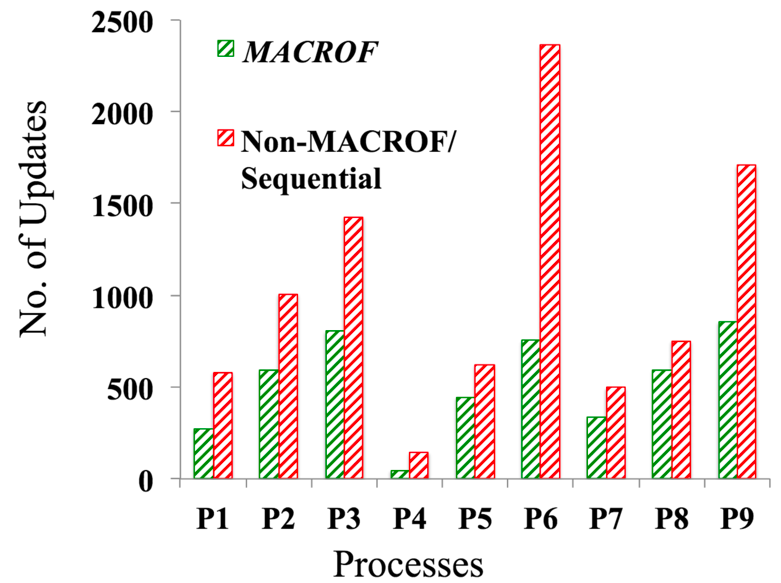 2500
2000
1500
1000
500
0
No. of Updates
MACROF
Non-MACROF/
Sequential
P1 P2 P3 P4 P5 P6 P7 P8 P9
Processes